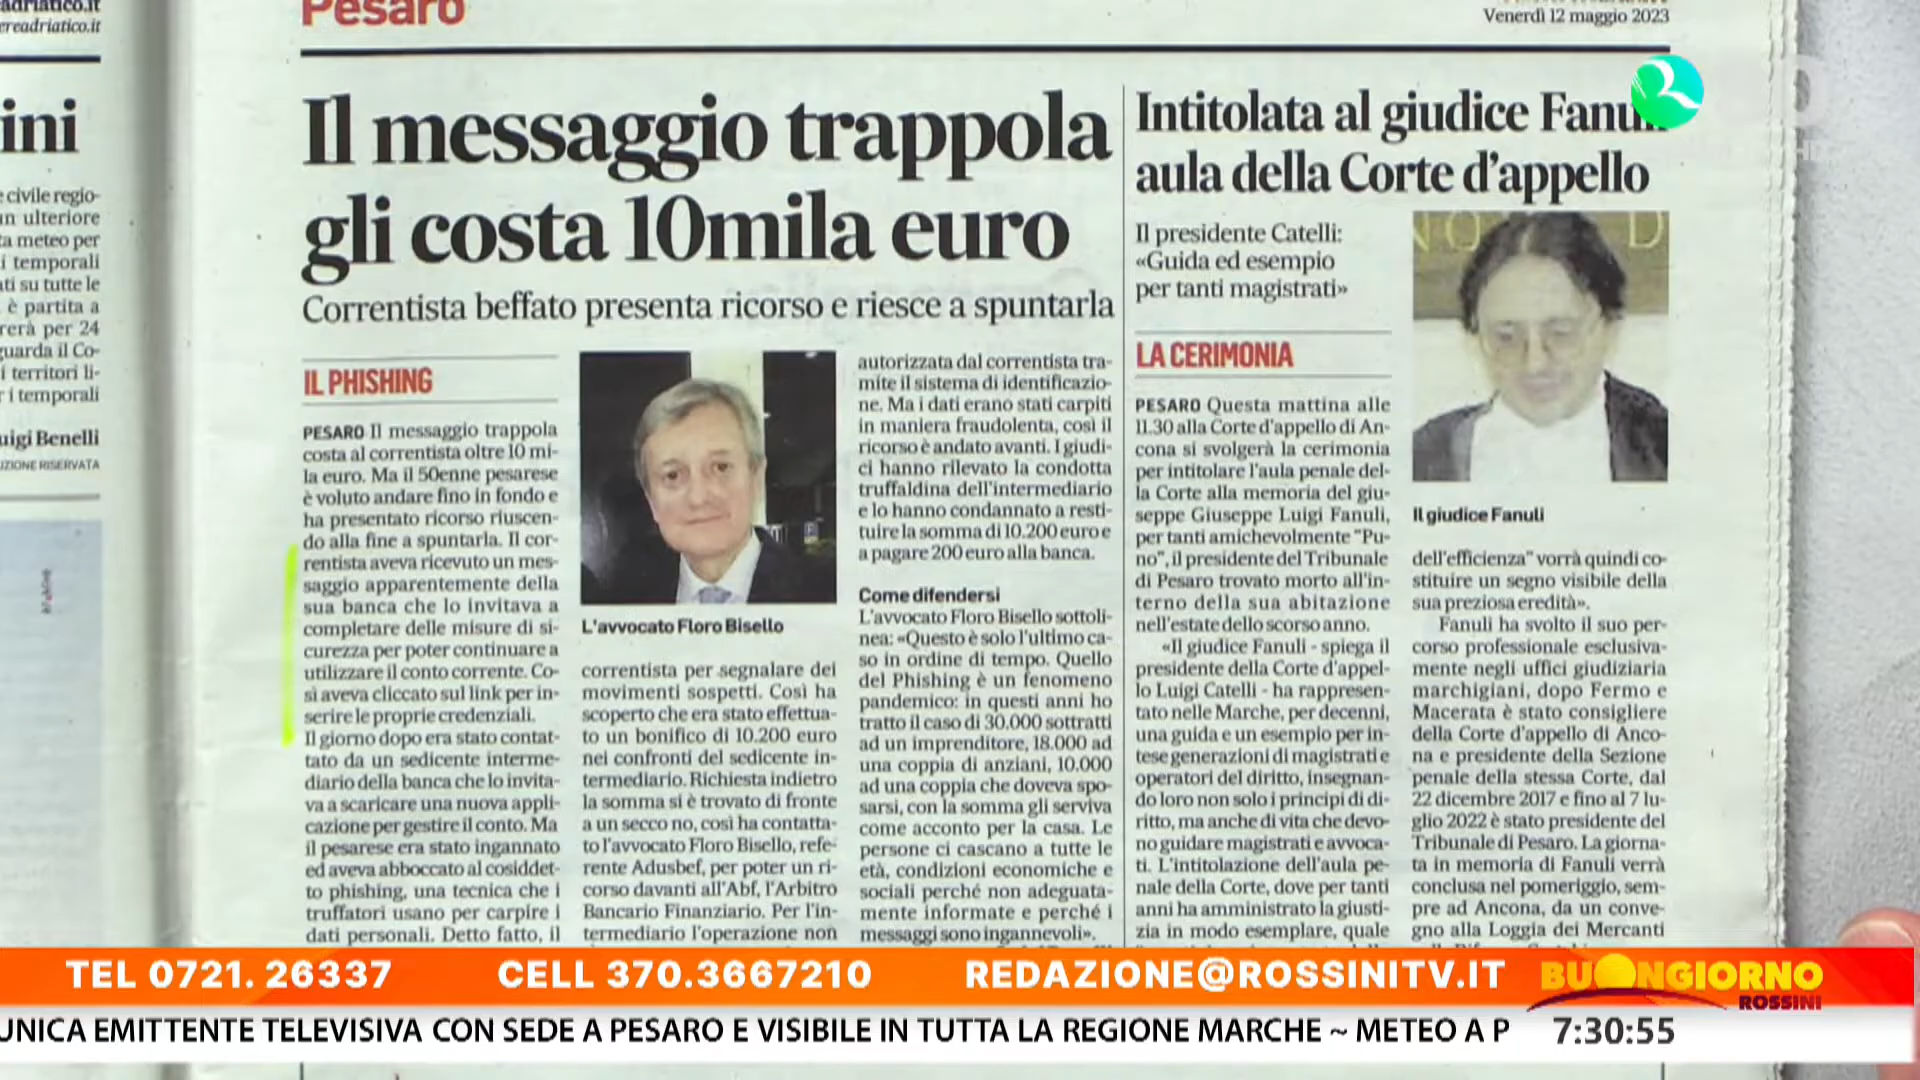 Pesaro
Venerdì 12 maggio 2023
ereadriatico.it
ini
e civile regio-
un ulteriore
ta meteo per
i temporali
ati su tutte le
è partita a
rerà per 24
guarda il Co-
i territori li-
r i temporali
uigi Benelli
UZIONE RISERVATA
Il messaggio trappola
gli costa 10mila euro
Correntista beffato presenta ricorso e riesce a spuntarla
IL PHISHING
PESARO Il messaggio trappola
costa al correntista oltre 10 mi-
la euro. Ma il 50enne pesarese
è voluto andare fino in fondo e
ha presentato ricorso riuscen-
do alla fine a spuntarla. Il cor-
rentista aveva ricevuto un mes-
saggio apparentemente della
sua banca che lo invitava a
completare delle misure di si-
curezza per poter continuare a
utilizzare il conto corrente. Co-
sì aveva cliccato sul link per in-
serire le proprie credenziali.
Il giorno dopo era stato contat-
tato da un sedicente interme-
diario della banca che lo invita-
va a scaricare una nuova appli-
cazione per gestire il conto. Ma
il pesarese era stato ingannato
ed aveva abboccato al cosiddet-
to phishing, una tecnica che i
truffatori usano per carpire i
dati personali. Detto fatto, il
L'avvocato Floro Bisello
correntista per segnalare dei
movimenti sospetti. Così ha
scoperto che era stato effettua-
to un bonifico di 10.200 euro
nei confronti del sedicente in-
termediario. Richiesta indietro
la somma si è trovato di fronte
a un secco no, così ha contatta-
to l'avvocato Floro Bisello, refe-
rente Adusbef, per poter un ri-
corso davanti all'Abf, l'Arbitro
Bancario Finanziario. Per l'in-
termediario l'operazione non
autorizzata dal correntista tra-
mite il sistema di identificazio-
ne. Ma i dati erano stati carpiti
in maniera fraudolenta, così il
ricorso è andato avanti. I giudi-
ci hanno rilevato la condotta
truffaldina dell'intermediario
e lo hanno condannato a resti-
tuire la somma di 10.200 euro e
a pagare 200 euro alla banca.
Come difendersi
L'avvocato Floro Bisello sottoli-
nea: «Questo è solo l'ultimo ca-
so in ordine di tempo. Quello
del Phishing è un fenomeno
pandemico: in questi anni ho
tratto il caso di 30.000 sottratti
ad un imprenditore, 18.000 ad
una coppia di anziani, 10.000
ad una coppia che doveva spo-
sarsi, con la somma gli serviva
come acconto per la casa. Le
persone ci cascano a tutte le
età, condizioni economiche e
sociali perché non adeguata-
mente informate e perché i
messaggi sono ingannevoli».
Intitolata al giudice Fanuli
aula della Corte d'appello
Il presidente Catelli:
«Guida ed esempio
per tanti magistrati»
LA CERIMONIA
PESARO Questa mattina alle
11.30 alla Corte d'appello di An-
cona si svolgerà la cerimonia
per intitolare l'aula penale del-
la Corte alla memoria del giu-
seppe Giuseppe Luigi Fanuli,
per tanti amichevolmente "Pu-
no", il presidente del Tribunale
di Pesaro trovato morto all'in-
terno della sua abitazione
nell'estate dello scorso anno.
«Il giudice Fanuli - spiega il
presidente della Corte d'appel-
lo Luigi Catelli - ha rappresen-
tato nelle Marche, per decenni,
una guida e un esempio per in-
tese generazioni di magistrati e
operatori del diritto, insegnan-
do loro non solo i principi di di-
ritto, ma anche di vita che devo-
no guidare magistrati e avvoca-
ti. L'intitolazione dell'aula pe-
nale della Corte, dove per tanti
anni ha amministrato la giusti-
zia in modo esemplare, quale
Il giudice Fanuli
dell'efficienza" vorrà quindi co-
stituire un segno visibile della
sua preziosa eredità».
Fanuli ha svolto il suo per-
corso professionale esclusiva-
mente negli uffici giudiziaria
marchigiani, dopo Fermo e
Macerata è stato consigliere
della Corte d'appello di Anco-
na e presidente della Sezione
penale della stessa Corte, dal
22 dicembre 2017 e fino al 7 lu-
glio 2022 è stato presidente del
Tribunale di Pesaro. La giorna-
ta in memoria di Fanuli verrà
conclusa nel pomeriggio, sem-
pre ad Ancona, da un conve-
gno alla Loggia dei Mercanti
TEL 0721. 26337 CELL 370.3667210 REDAZIONE@ROSSINITV.IT
BUONGIORNO
ROSSINI
UNICA EMITTENTE TELEVISIVA CON SEDE A PESARO E VISIBILE IN TUTTA LA REGIONE MARCHE ~ METEO A P
7:30:55